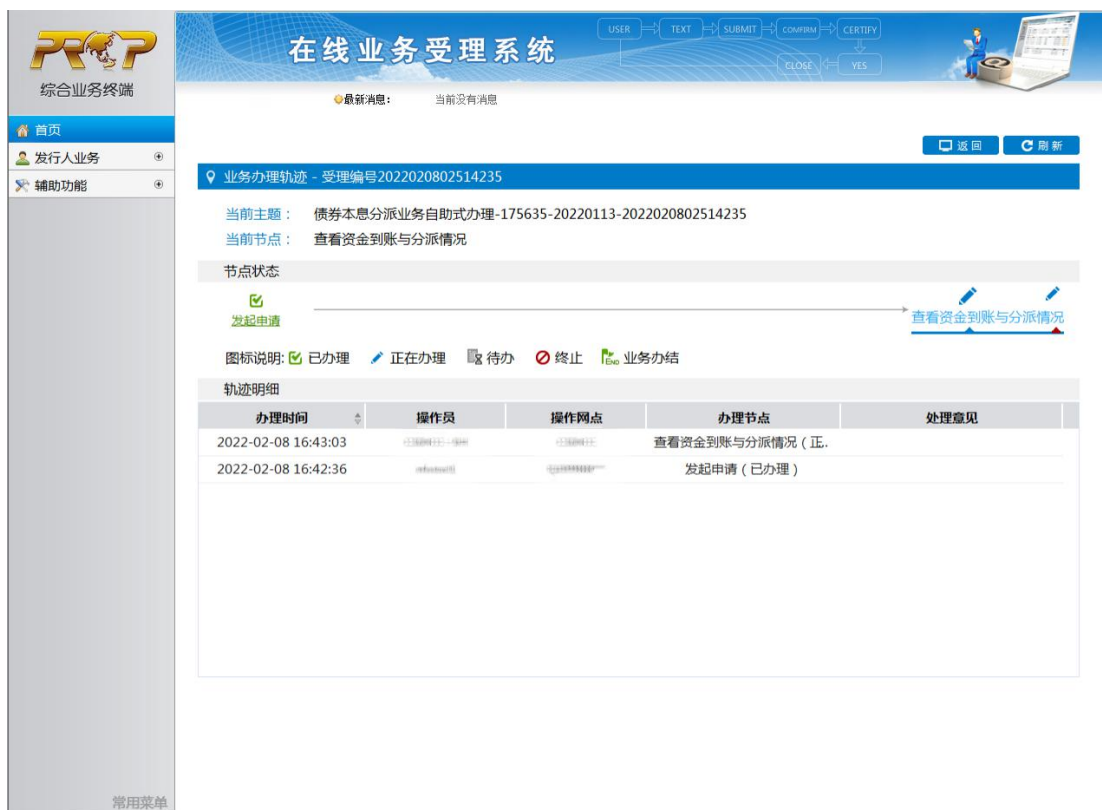 PROP
综合业务终端
在线业务受理系统
USER TEXT SUBMIT CONFIRM CERTIFY
CLOSE YES
最新消息： 当前没有消息
首页
发行人业务
辅助功能
返回 刷新
业务办理轨迹 - 受理编号2022020802514235
当前主题： 债券本息分派业务自助式办理-175635-20220113-2022020802514235
当前节点： 查看资金到账与分派情况
节点状态
发起申请 查看资金到账与分派情况
图标说明: 已办理 正在办理 待办 终止 END 业务办结
轨迹明细
办理时间 操作员 操作网点 办理节点 处理意见
2022-02-08 16:43:03 查看资金到账与分派情况（正..
2022-02-08 16:42:36 发起申请（已办理）
常用菜单